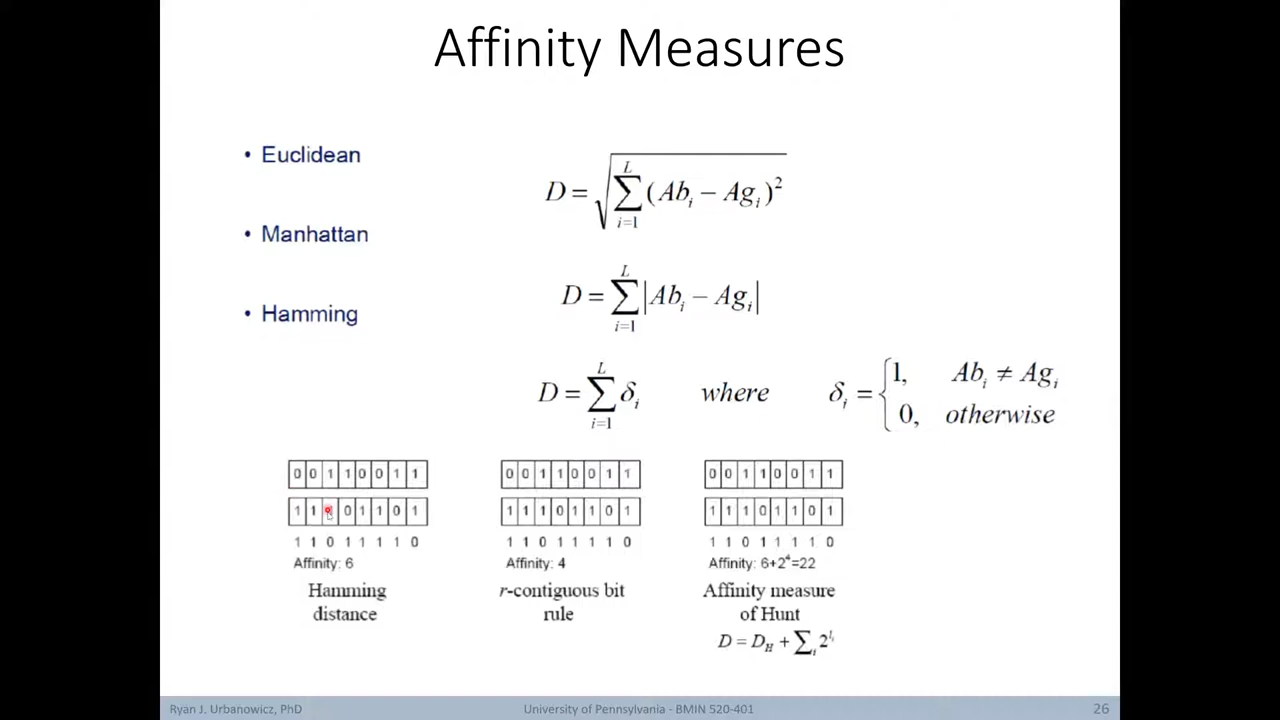 Affinity Measures
• Euclidean
D = √(∑_{i=1}^{L} (Ab_i − Ag_i)²)
• Manhattan
D = ∑_{i=1}^{L} |Ab_i − Ag_i|
• Hamming
D = ∑_{i=1}^{L} δ_i where δ_i = { 1, Ab_i ≠ Ag_i
0, otherwise
0 0 1 1 0 0 1 1
1 1 0 1 1 0 1
1 1 0 1 1 1 1 0
Affinity: 6
Hamming
distance
0 0 1 1 0 0 1 1
1 1 1 0 1 1 0 1
1 1 0 1 1 1 1 0
Affinity: 4
r-contiguous bit
rule
0 0 1 1 0 0 1 1
1 1 1 0 1 1 0 1
1 1 0 1 1 1 1 0
Affinity: 6+2⁴=22
Affinity measure
of Hunt
D = D_H + ∑_i 2^{l_i}
Ryan J. Urbanowicz, PhD
University of Pennsylvania - BMIN 520-401
26